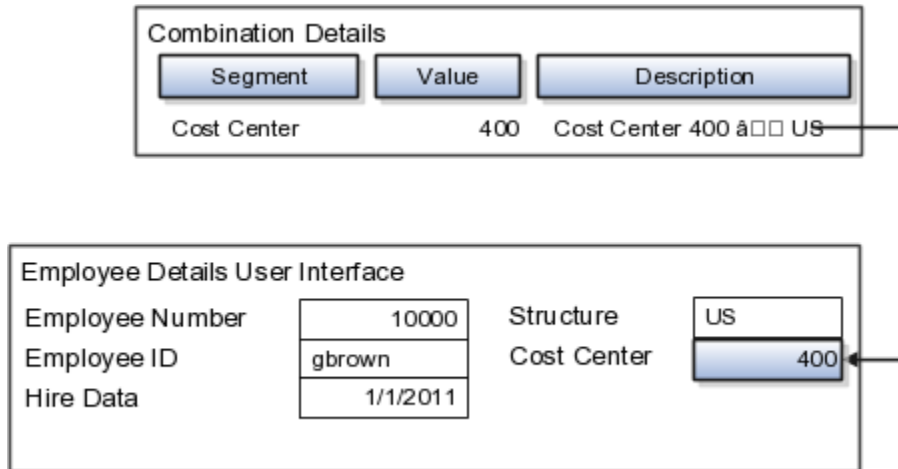 Combination Details
Segment Value Description
Cost Center 400 Cost Center 400 â□□ US
Employee Details User Interface
Employee Number 10000 Structure US
Employee ID gbrown Cost Center 400
Hire Data 1/1/2011